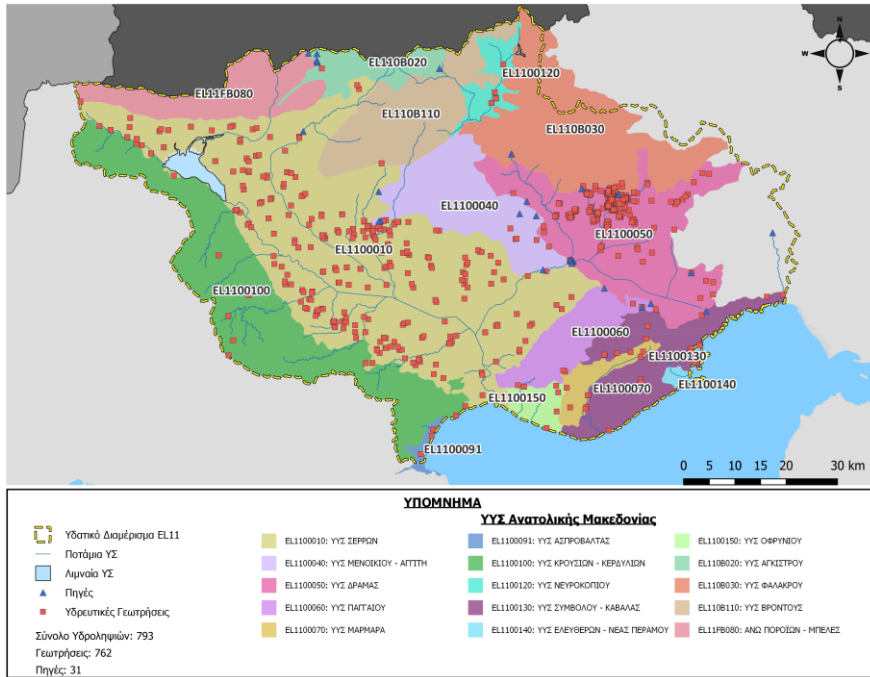 N
W
E
S
EL110B020
EL1100120
EL11FB080
EL110B110
EL110B030
EL1100040
EL1100050
EL1100010
EL1100100
EL1100060
EL1100130
EL1100070
EL1100140
EL1100150
EL1100091
0 5 10 15 20 30 km
ΥΠΟΜΝΗΜΑ
ΥΥΣ Ανατολικής Μακεδονίας
Υδατικό Διαμέρισμα EL11
Ποτάμια ΥΣ
Λιμναία ΥΣ
Πηγές
Υδρευτικές Γεωτρήσεις
Σύνολο Υδροληψιών: 793
Γεωτρήσεις: 762
Πηγές: 31
EL1100010: ΥΥΣ ΣΕΡΡΩΝ
EL1100040: ΥΥΣ ΜΕΝΟΙΚΙΟΥ - ΑΓΓΙΤΗ
EL1100050: ΥΥΣ ΔΡΑΜΑΣ
EL1100060: ΥΥΣ ΠΑΓΓΑΙΟΥ
EL1100070: ΥΥΣ ΜΑΡΜΑΡΑ
EL1100091: ΥΥΣ ΑΣΠΡΟΒΑΛΤΑΣ
EL1100100: ΥΥΣ ΚΡΟΥΣΙΩΝ - ΚΕΡΔΥΛΙΩΝ
EL1100120: ΥΥΣ ΝΕΥΡΟΚΟΠΙΟΥ
EL1100130: ΥΥΣ ΣΥΜΒΟΛΟΥ - ΚΑΒΑΛΑΣ
EL1100140: ΥΥΣ ΕΛΕΥΘΕΡΩΝ - ΝΕΑΣ ΠΕΡΑΜΟΥ
EL1100150: ΥΥΣ ΟΦΡΥΝΙΟΥ
EL110B020: ΥΥΣ ΑΓΚΙΣΤΡΟΥ
EL110B030: ΥΥΣ ΦΑΛΑΚΡΟΥ
EL110B110: ΥΥΣ ΒΡΟΝΤΟΥΣ
EL11FB080: ΑΝΩ ΠΟΡΟΪΩΝ - ΜΠΕΛΕΣ